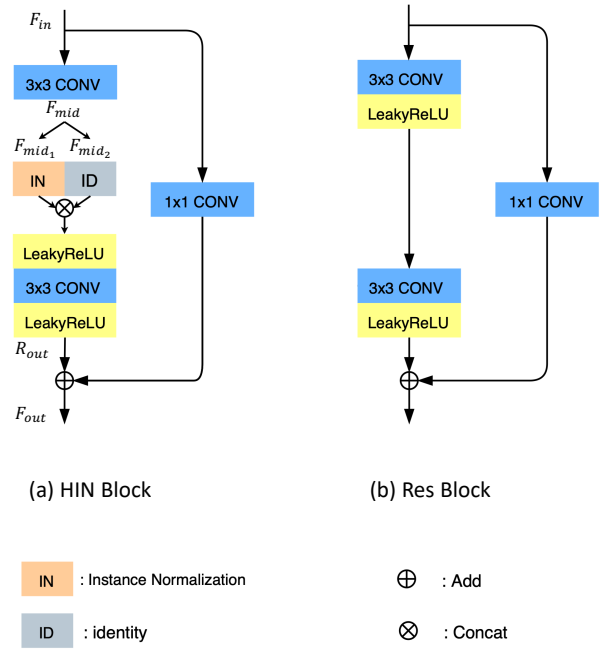 F_in
3x3 CONV
F_mid
F_mid_1 F_mid_2
IN ID
1x1 CONV
LeakyReLU
3x3 CONV
LeakyReLU
R_out
F_out
(a) HIN Block
3x3 CONV
LeakyReLU
1x1 CONV
3x3 CONV
LeakyReLU
(b) Res Block
IN : Instance Normalization
ID : identity
: Add
: Concat